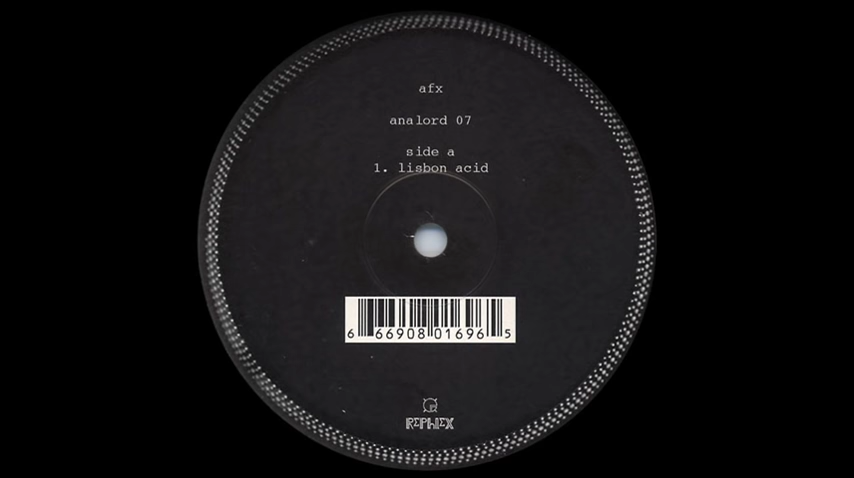 afx
analord 07
side a
1. lisbon acid
6 66908 01696 5
REPHLEX